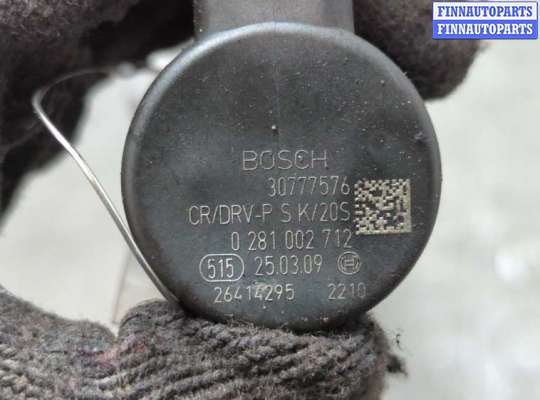 FINNAUTOPARTS
FINNAUTOPARTS
BOSCH
30777576
CR/DRV-P S K/20S
0 281 002 712
515 25.03.09
26414295 2210